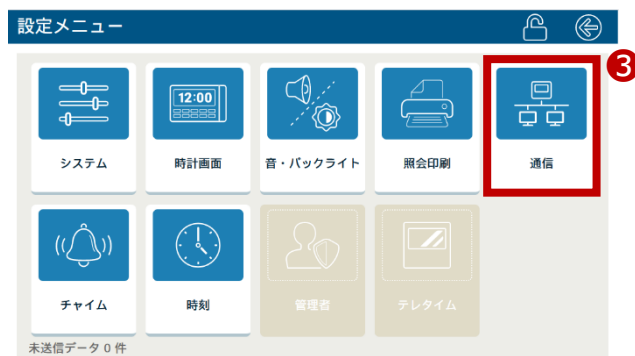 設定メニュー
3
12:00
システム
時計画面
音・バックライト
照会印刷
通信
チャイム
時刻
管理者
テレタイム
未送信データ 0 件